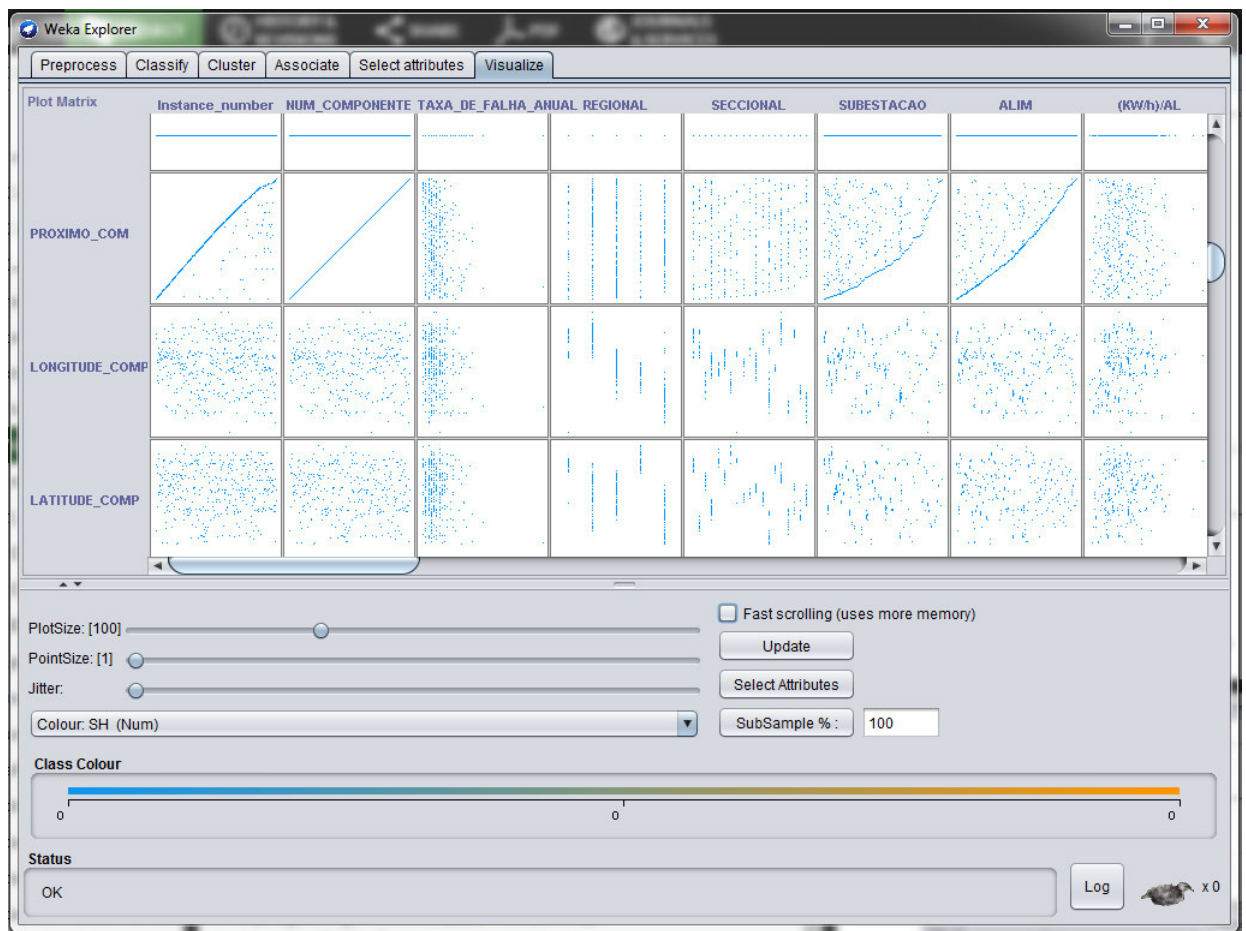 Weka Explorer
Preprocess Classify Cluster Associate Select attributes Visualize
Plot Matrix Instance_number NUM_COMPONENTE TAXA_DE_FALHA_ANUAL REGIONAL SECCIONAL SUBESTACAO ALIM (KW/h)/AL
PROXIMO_COM
LONGITUDE_COMP
LATITUDE_COMP
PlotSize: [100]
PointSize: [1]
Jitter:
Fast scrolling (uses more memory)
Update
Select Attributes
Colour: SH (Num)
SubSample % : 100
Class Colour
0 0 0
Status
OK
Log
x 0